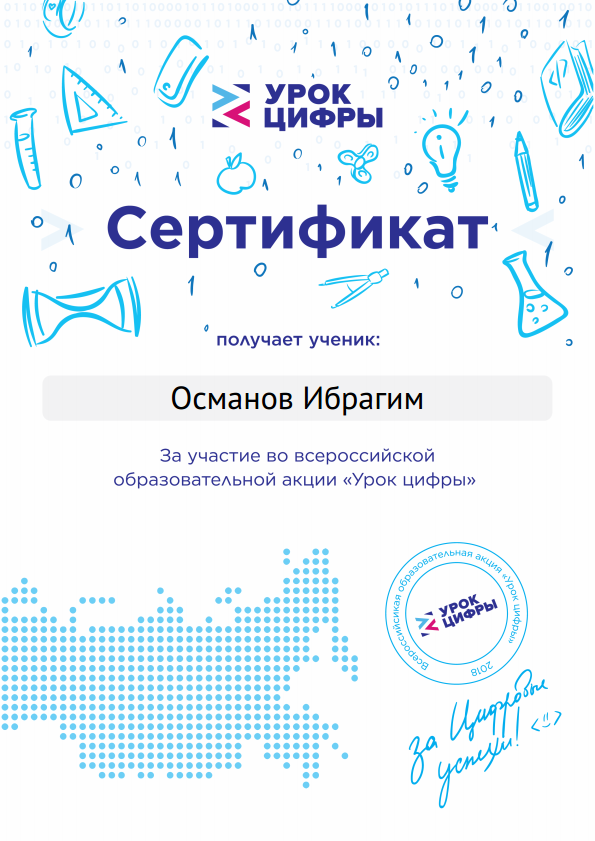 УРОК
ЦИФРЫ
Сертификат
получает ученик:
Османов Ибрагим
За участие во всероссийской
образовательной акции «Урок цифры»
Всероссийская образовательная акция «Урок цифры»
2018
УРОК
ЦИФРЫ
за Цифровые
успехи!